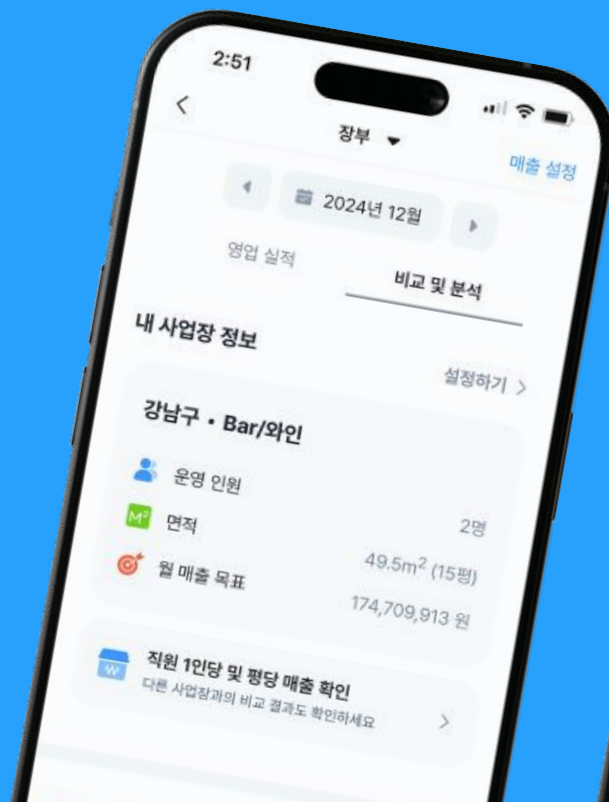 2:51
장부
매출 설정
2024년 12월
영업 실적
비교 및 분석
내 사업장 정보
설정하기
강남구 • Bar/와인
운영 인원
2명
M²
면적
49.5m² (15평)
월 매출 목표
174,709,913 원
W
직원 1인당 및 평당 매출 확인
다른 사업장과의 비교 결과도 확인하세요